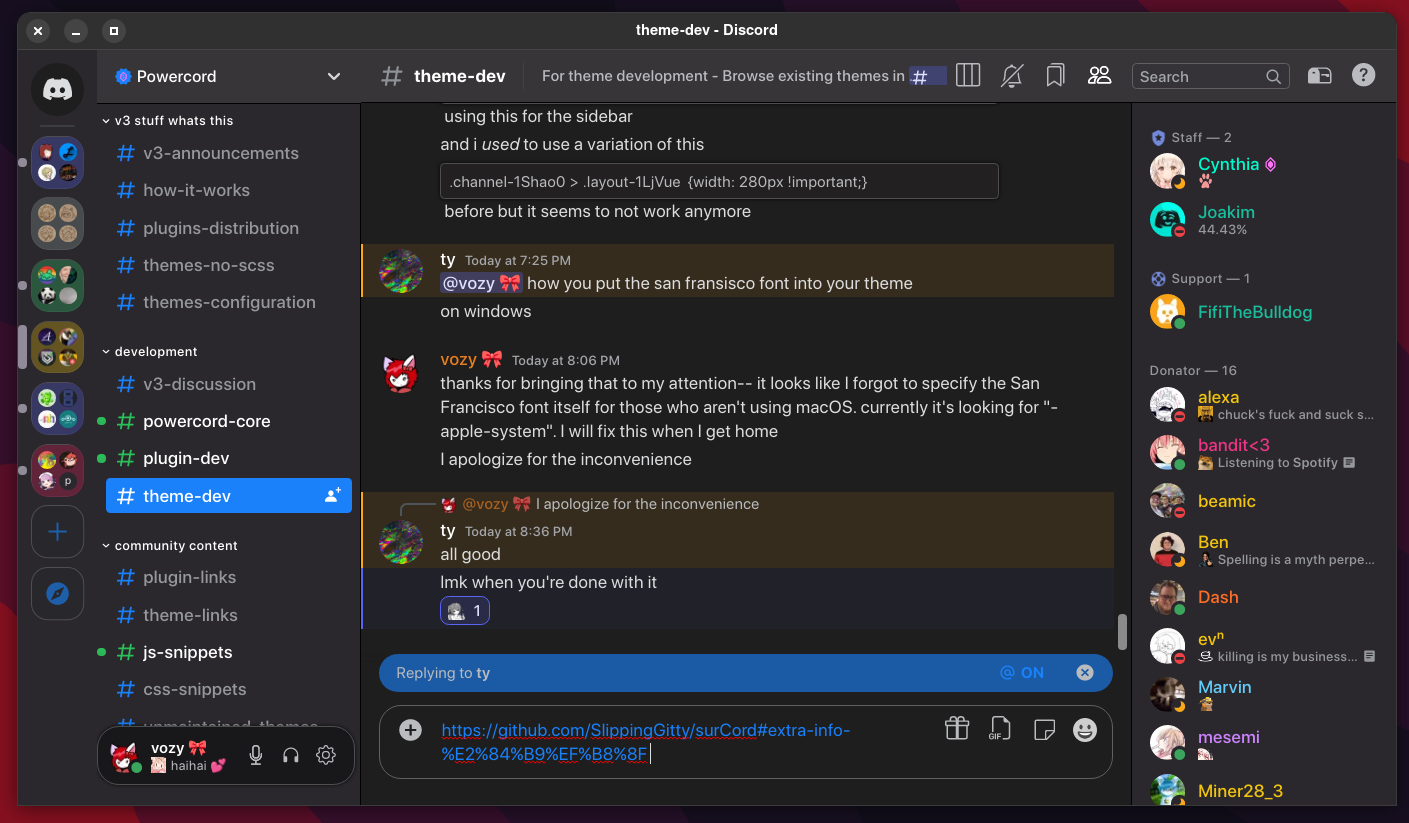 theme-dev - Discord
Powercord
theme-dev
For theme development - Browse existing themes in #
Search
v3 stuff whats this
v3-announcements
how-it-works
plugins-distribution
themes-no-scss
themes-configuration
development
v3-discussion
powercord-core
plugin-dev
theme-dev
community content
plugin-links
theme-links
js-snippets
css-snippets
unmaintained-themes
vozy
haihai
using this for the sidebar
and i used to use a variation of this
.channel-1Shao0 > .layout-1LjVue {width: 280px !important;}
before but it seems to not work anymore
ty Today at 7:25 PM
@vozy 🎀 how you put the san fransisco font into your theme
on windows
vozy 🎀 Today at 8:06 PM
thanks for bringing that to my attention-- it looks like I forgot to specify the San
Francisco font itself for those who aren't using macOS. currently it's looking for "-
apple-system". I will fix this when I get home
I apologize for the inconvenience
@vozy 🎀 I apologize for the inconvenience
ty Today at 8:36 PM
all good
lmk when you're done with it
1
Replying to ty
@ ON
https://github.com/SlippingGitty/surCord#extra-info-
%E2%84%B9%EF%B8%8F
GIF
Staff — 2
Cynthia
Joakim
44.43%
Support — 1
FifiTheBulldog
Donator — 16
alexa
chuck's fuck and suck s...
bandit<3
Listening to Spotify
beamic
Ben
Spelling is a myth perpe...
Dash
evⁿ
killing is my business...
Marvin
mesemi
Miner28_3